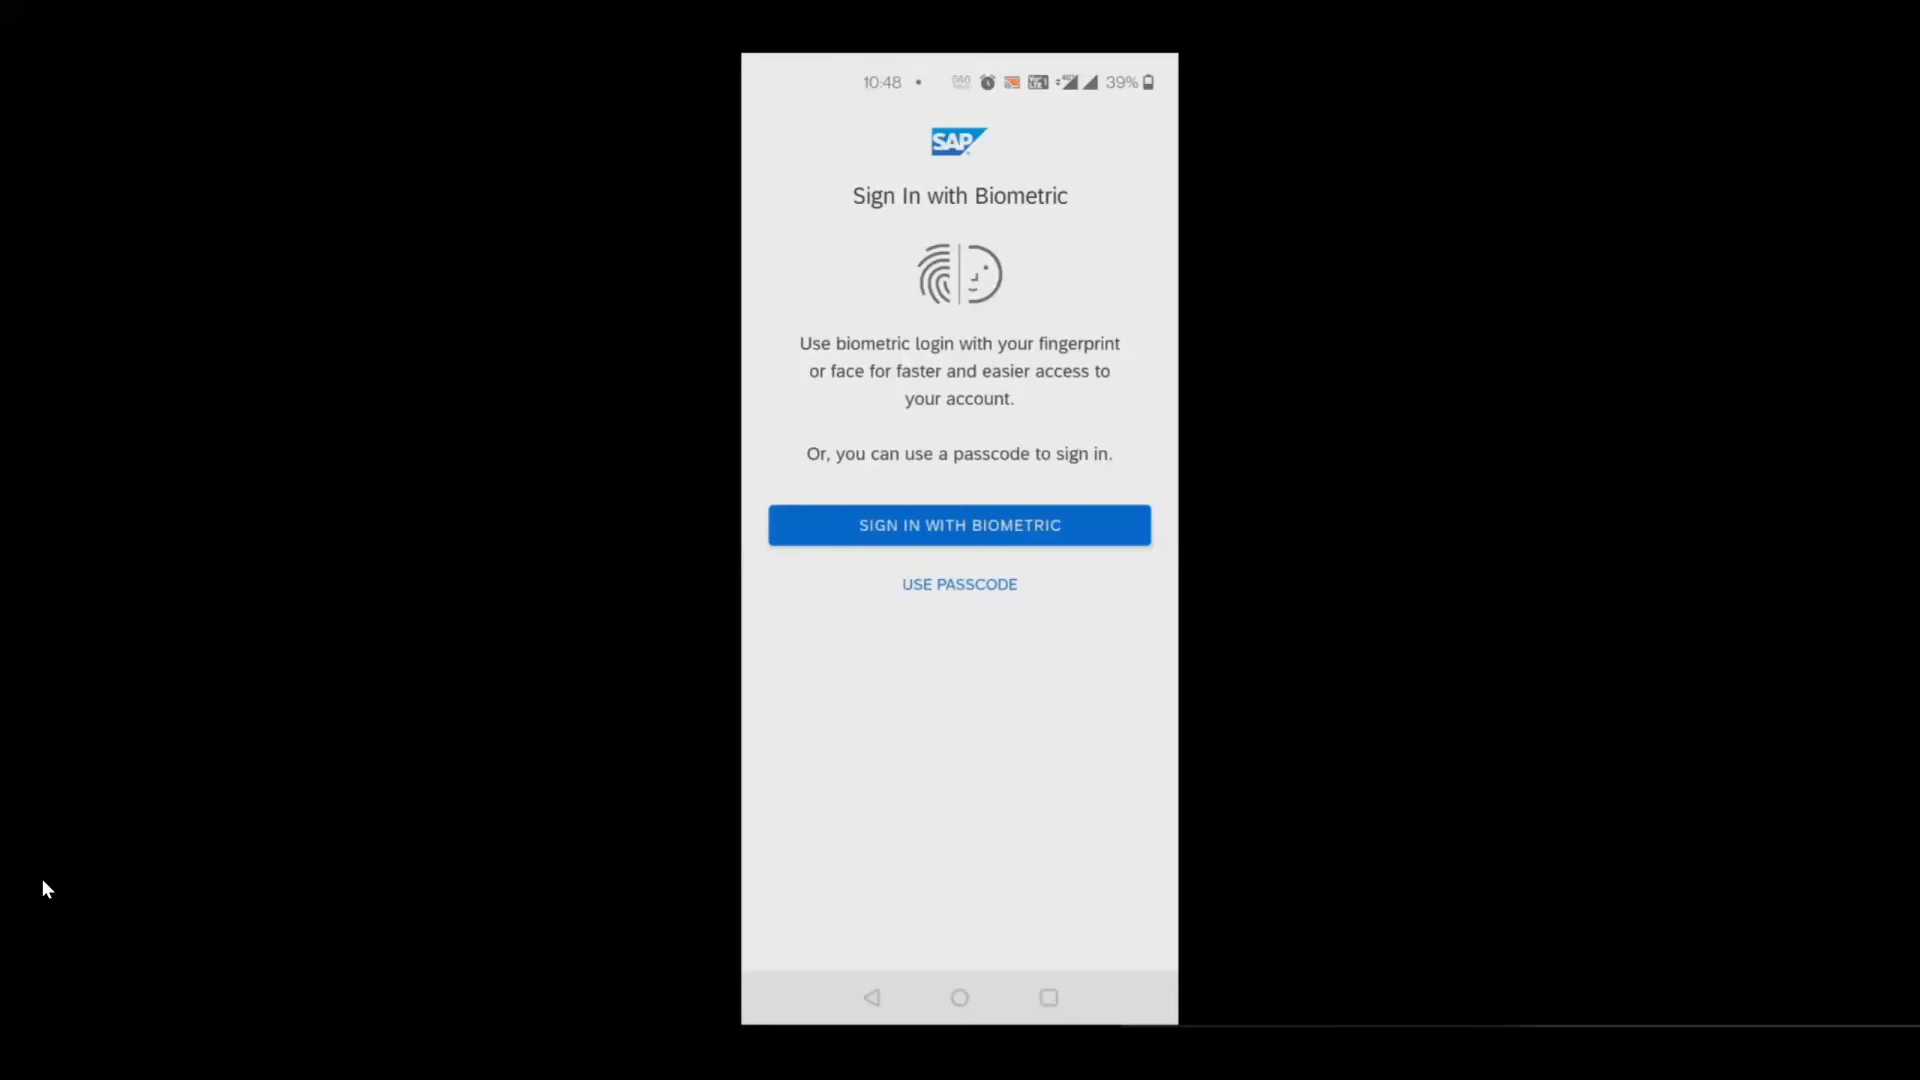 10:48 • 39%
SAP
Sign In with Biometric
Use biometric login with your fingerprint
or face for faster and easier access to
your account.
Or, you can use a passcode to sign in.
SIGN IN WITH BIOMETRIC
USE PASSCODE